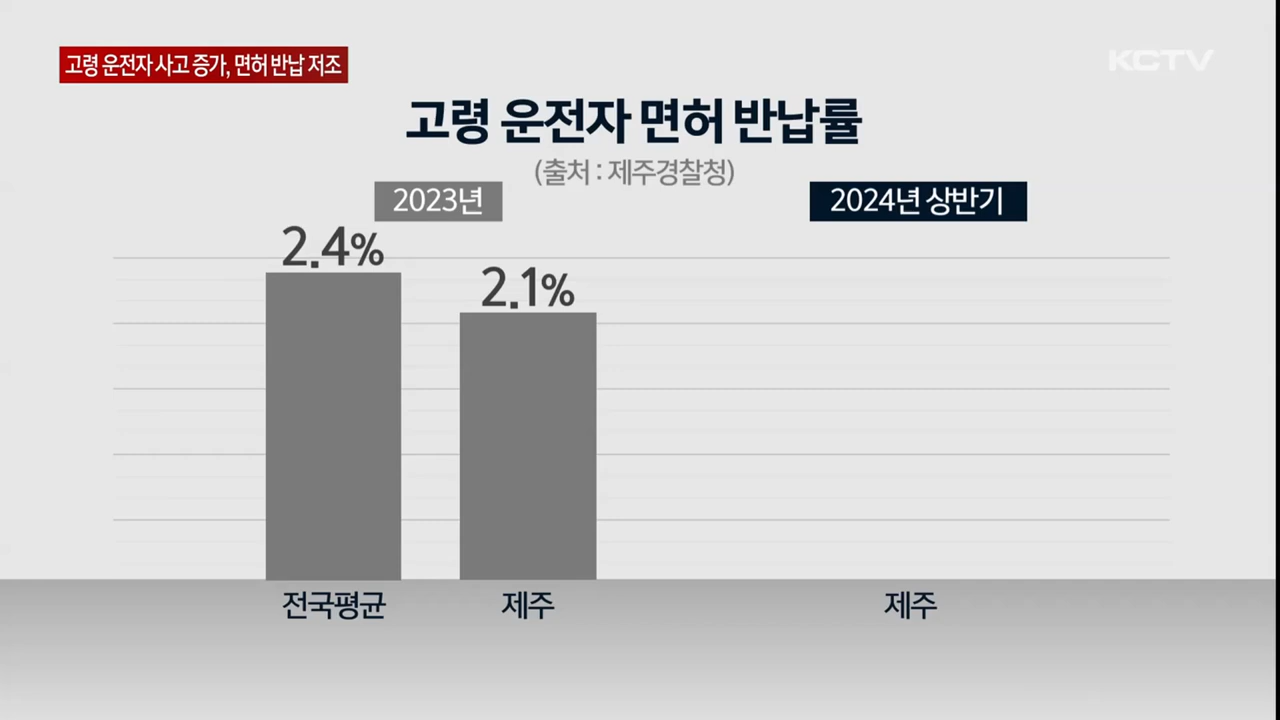 고령 운전자 사고 증가, 면허 반납 저조
KCTV
고령 운전자 면허 반납률
(출처 : 제주경찰청)
2023년
2024년 상반기
2.4%
2.1%
전국평균
제주
제주